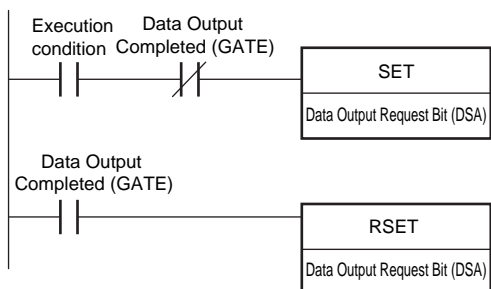 Execution condition
Data Output Completed (GATE)
SET
Data Output Request Bit (DSA)
Data Output
Completed (GATE)
RSET
Data Output Request Bit (DSA)